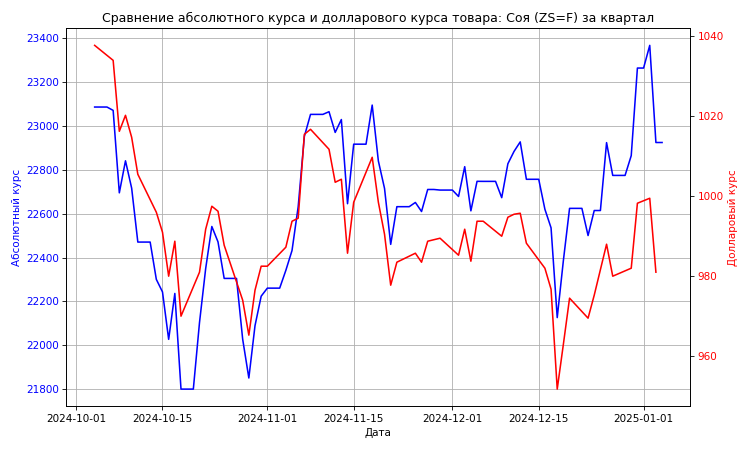 Сравнение абсолютного курса и долларового курса товара: Соя (ZS=F) за квартал
23400
23200
23000
22800
22600
22400
22200
22000
21800
Абсолютный курс
1040
1020
1000
980
960
Долларовый курс
2024-10-01 2024-10-15 2024-11-01 2024-11-15 2024-12-01 2024-12-15 2025-01-01
Дата